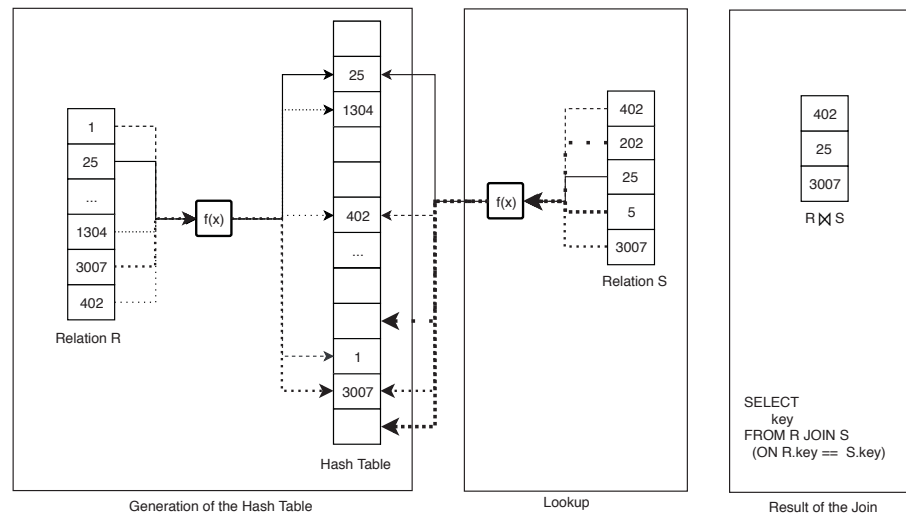 1
25
...
1304
3007
402
Relation R
f(x)
25
1304
402
...
1
3007
Hash Table
Generation of the Hash Table
f(x)
402
202
25
5
3007
Relation S
Lookup
402
25
3007
R ⋈ S
SELECT
key
FROM R JOIN S
(ON R.key == S.key)
Result of the Join